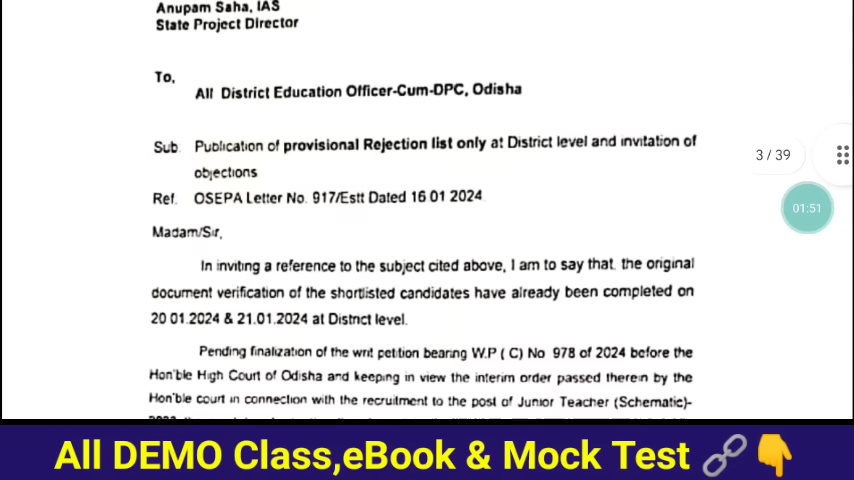 Anupam Saha, IAS
State Project Director
To,
All District Education Officer-Cum-DPC, Odisha
Sub. Publication of provisional Rejection list only at District level and invitation of
objections
Ref. OSEPA Letter No. 917/Estt Dated 16 01 2024.
Madam/Sir,
In inviting a reference to the subject cited above, I am to say that, the original
document verification of the shortlisted candidates have already been completed on
20 01.2024 & 21.01.2024 at District level.
Pending finalization of the writ petition bearing W.P ( C) No 978 of 2024 before the
Hon'ble High Court of Odisha and keeping in view the interim order passed therein by the
Hon'ble court in connection with the recruitment to the post of Junior Teacher (Schematic)-
3 / 39
01:51
All DEMO Class,eBook & Mock Test